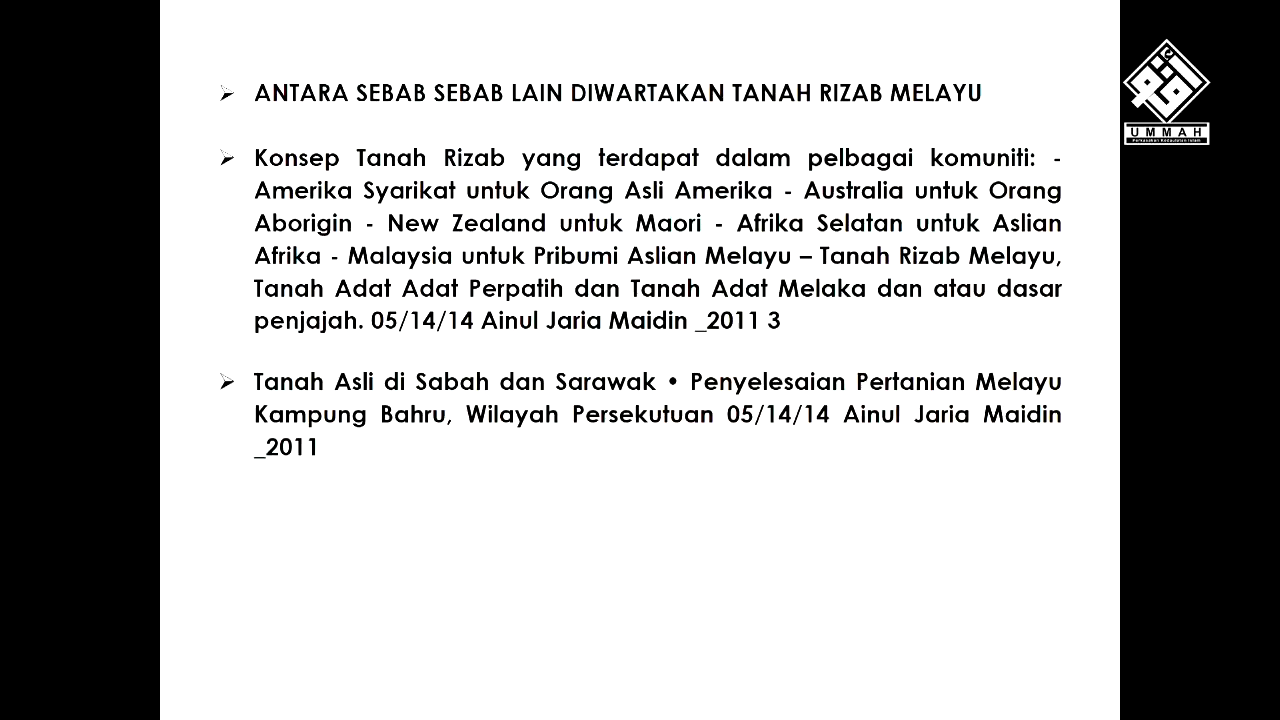 ANTARA SEBAB SEBAB LAIN DIWARTAKAN TANAH RIZAB MELAYU
Konsep Tanah Rizab yang terdapat dalam pelbagai komuniti: -
Amerika Syarikat untuk Orang Asli Amerika - Australia untuk Orang
Aborigin - New Zealand untuk Maori - Afrika Selatan untuk Aslian
Afrika - Malaysia untuk Pribumi Aslian Melayu – Tanah Rizab Melayu,
Tanah Adat Adat Perpatih dan Tanah Adat Melaka dan atau dasar
penjajah. 05/14/14 Ainul Jaria Maidin _2011 3
Tanah Asli di Sabah dan Sarawak • Penyelesaian Pertanian Melayu
Kampung Bahru, Wilayah Persekutuan 05/14/14 Ainul Jaria Maidin
_2011
UMMAH